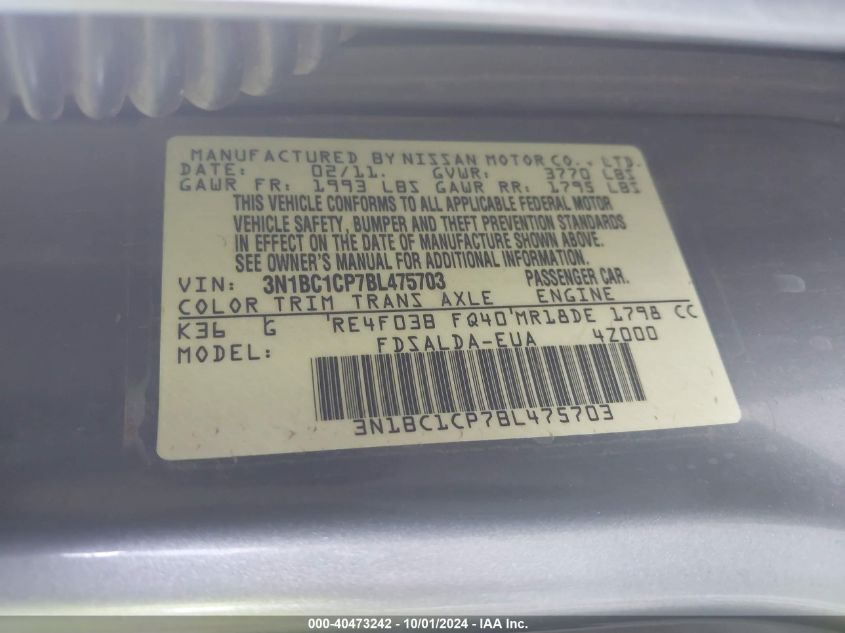 MANUFACTURED BY NISSAN MOTOR CO., LTD.
DATE: 02/11. GVWR: 3770 LBS
GAWR FR: 1993 LBS GAWR RR: 1795 LBS
THIS VEHICLE CONFORMS TO ALL APPLICABLE FEDERAL MOTOR
VEHICLE SAFETY, BUMPER AND THEFT PREVENTION STANDARDS
IN EFFECT ON THE DATE OF MANUFACTURE SHOWN ABOVE.
SEE OWNER'S MANUAL FOR ADDITIONAL INFORMATION.
VIN: 3N1BC1CP7BL475703 PASSENGER CAR.
COLOR TRIM TRANS AXLE ENGINE
K36 G RE4F03B FQ40 MR18DE 1798 CC
MODEL: FDSALDA-EUA 4Z000
3N1BC1CP7BL475703
000-40473242 - 10/01/2024 - IAA Inc.